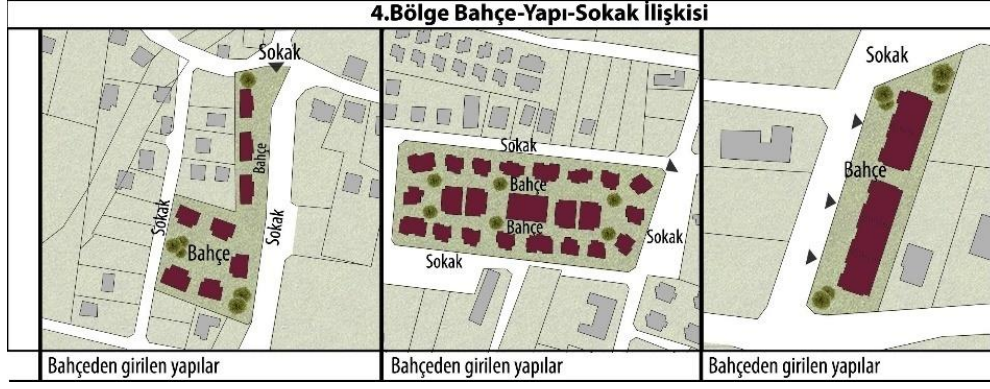 4.Bölge Bahçe-Yapı-Sokak İlişkisi
Sokak
Bahçe
Sokak
Sokak
Bahçe
Bahçeden girilen yapılar
Sokak
Bahçe
Bahçe
Sokak
Sokak
Bahçeden girilen yapılar
Sokak
Bahçe
Bahçeden girilen yapılar